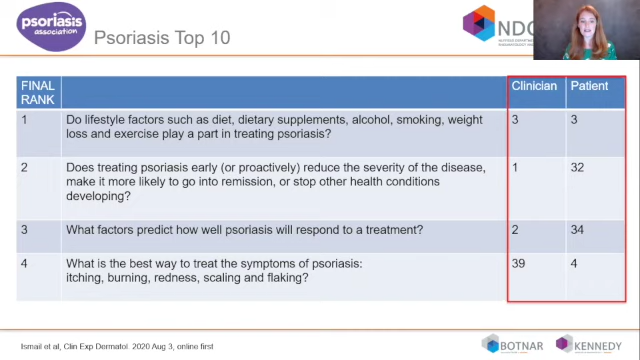 psoriasis
association
Psoriasis Top 10
FINAL RANK Clinician Patient
1 Do lifestyle factors such as diet, dietary supplements, alcohol, smoking, weight 3 3
loss and exercise play a part in treating psoriasis?
2 Does treating psoriasis early (or proactively) reduce the severity of the disease, 1 32
make it more likely to go into remission, or stop other health conditions
developing?
3 What factors predict how well psoriasis will respond to a treatment? 2 34
4 What is the best way to treat the symptoms of psoriasis: 39 4
itching, burning, redness, scaling and flaking?
Ismail et al, Clin Exp Dermatol. 2020 Aug 3, online first
BOTNAR KENNEDY